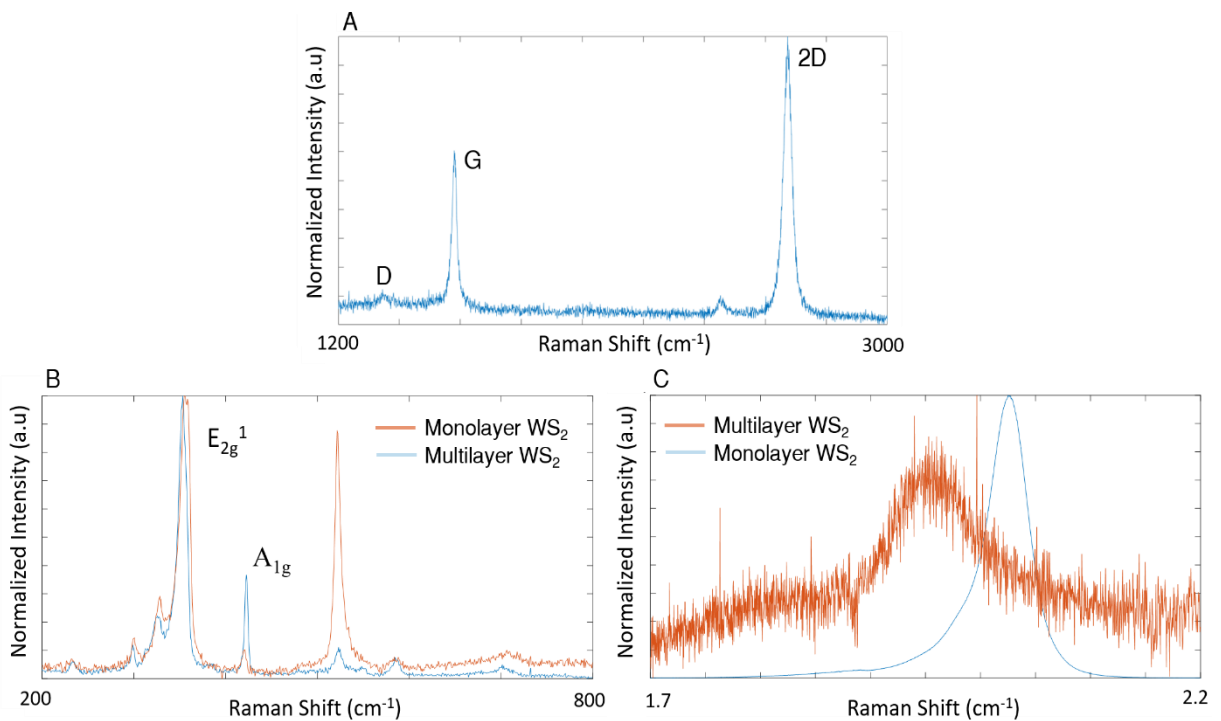 A
Normalized Intensity (a.u)
D
G
2D
1200
Raman Shift (cm⁻¹)
3000
B
Normalized Intensity (a.u)
E₂g¹
A₁g
Monolayer WS₂
Multilayer WS₂
200
Raman Shift (cm⁻¹)
800
C
Normalized Intensity (a.u)
Multilayer WS₂
Monolayer WS₂
1.7
Raman Shift (cm⁻¹)
2.2